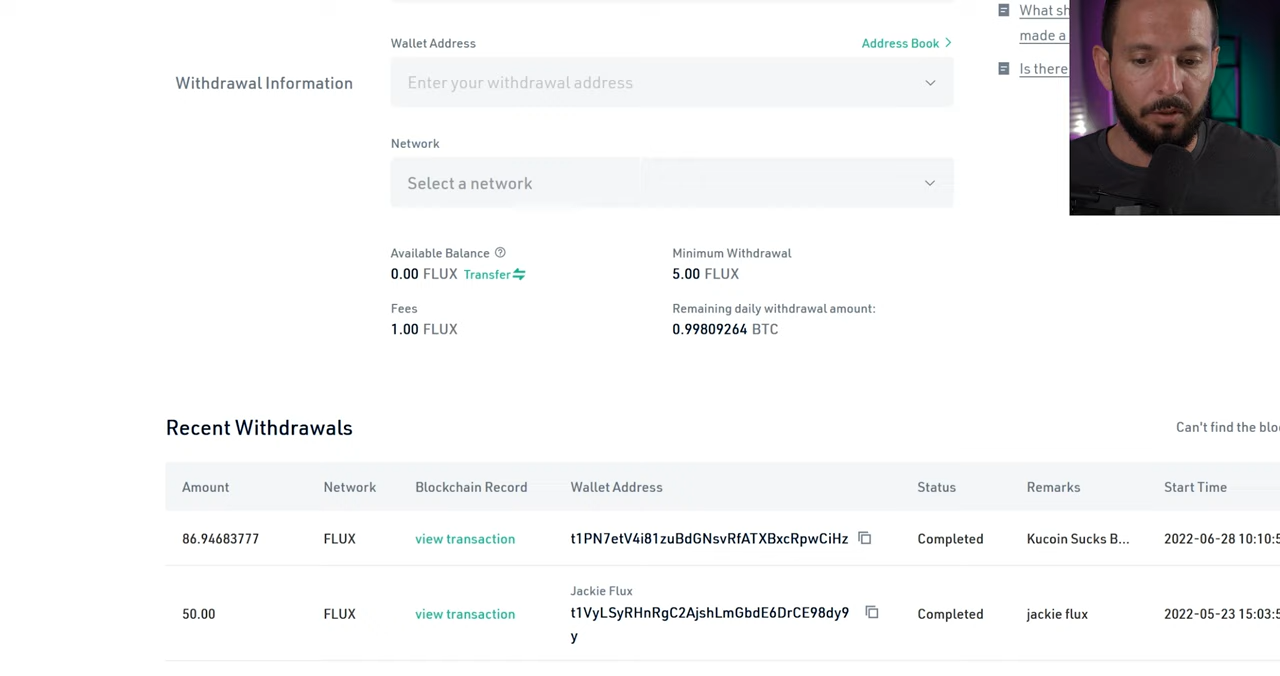 What sh
made a
Is there
Wallet Address
Address Book
Withdrawal Information
Enter your withdrawal address
Network
Select a network
Available Balance
Minimum Withdrawal
0.00 FLUX Transfer
5.00 FLUX
Fees
Remaining daily withdrawal amount:
1.00 FLUX
0.99809264 BTC
Recent Withdrawals
Can't find the blo
Amount Network Blockchain Record Wallet Address Status Remarks Start Time
86.94683777 FLUX view transaction t1PN7etV4i81zuBdGNsvRfATXBxcRpwCiHz Completed Kucoin Sucks B... 2022-06-28 10:10:5
Jackie Flux
50.00 FLUX view transaction t1VyLSyRHnRgC2AjshLmGbdE6DrCE98dy9 Completed jackie flux 2022-05-23 15:03:5
y